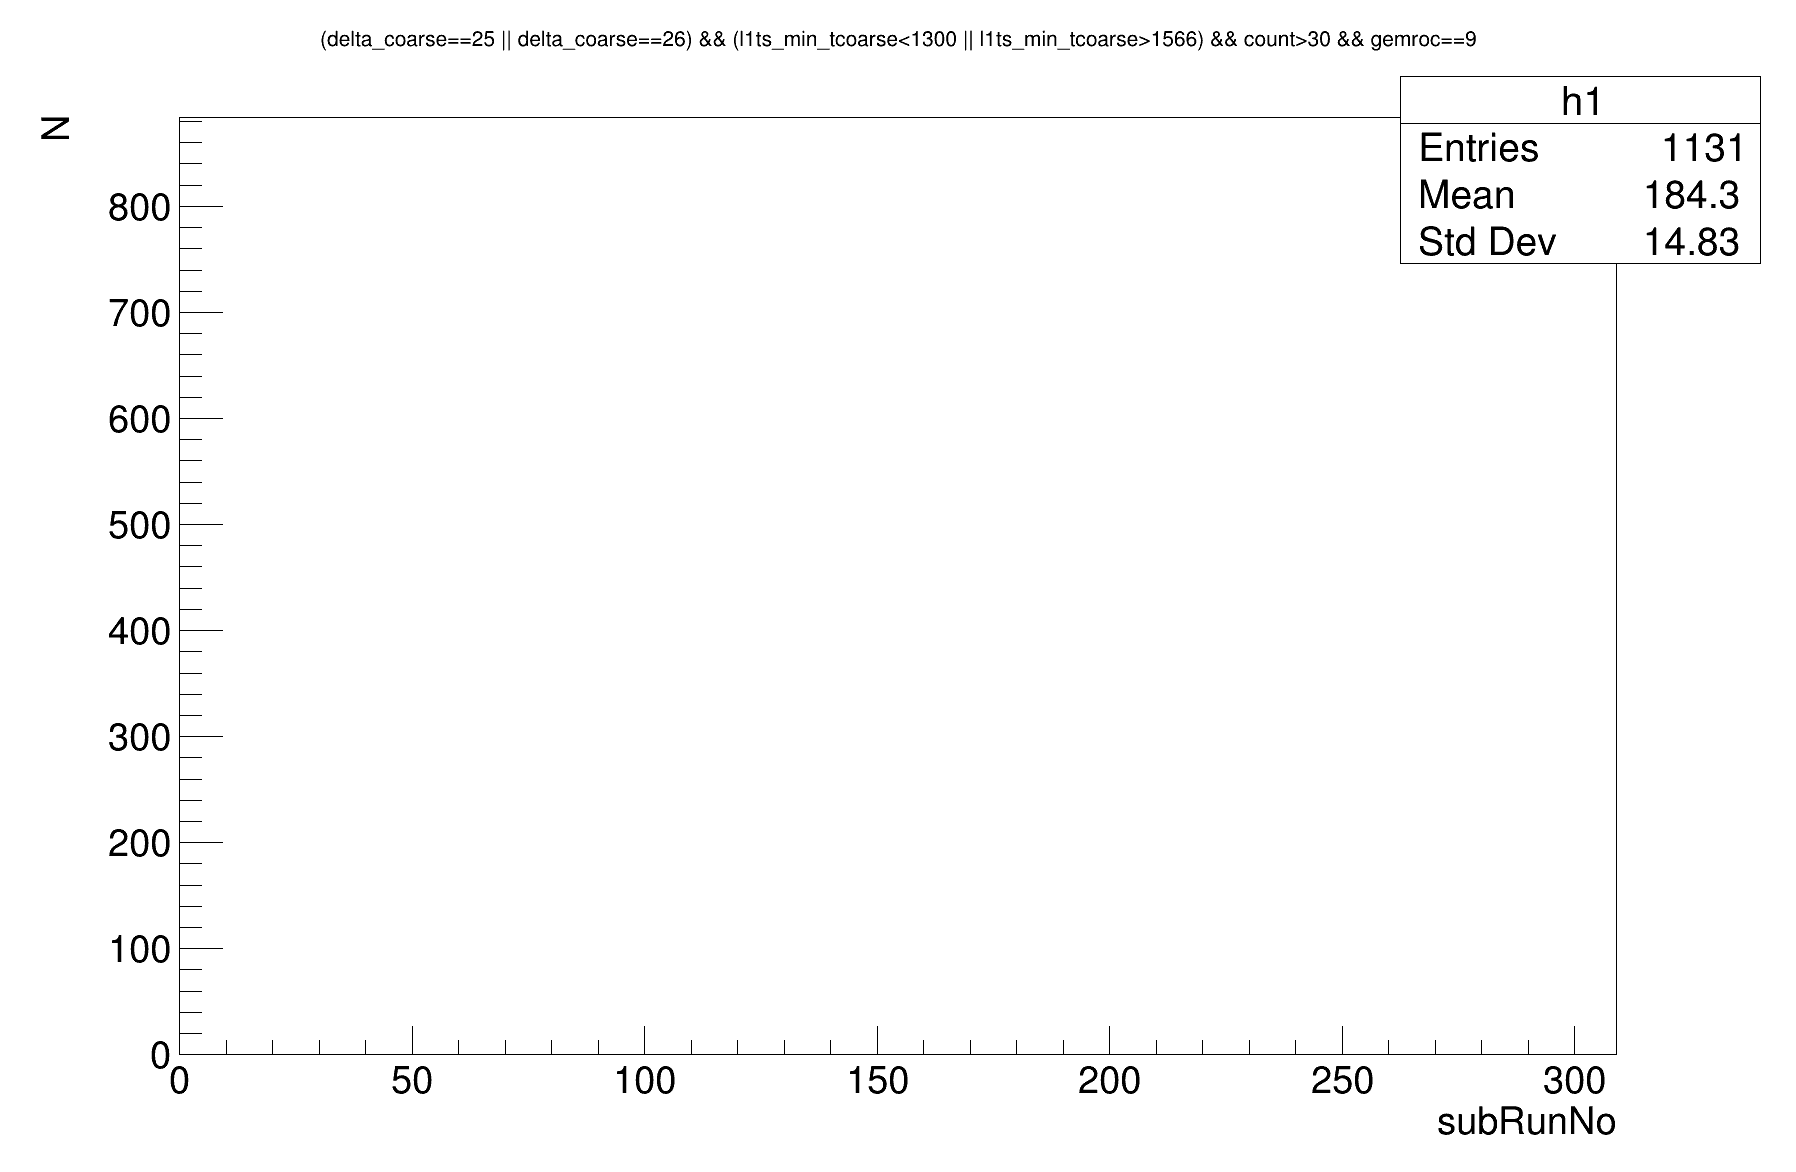 (delta_coarse==25 || delta_coarse==26) && (l1ts_min_tcoarse<1300 || l1ts_min_tcoarse>1566) && count>30 && gemroc==9
h1
Entries 1131
Mean 184.3
Std Dev 14.83
N
800
700
600
500
400
300
200
100
0
0 50 100 150 200 250 300
subRunNo